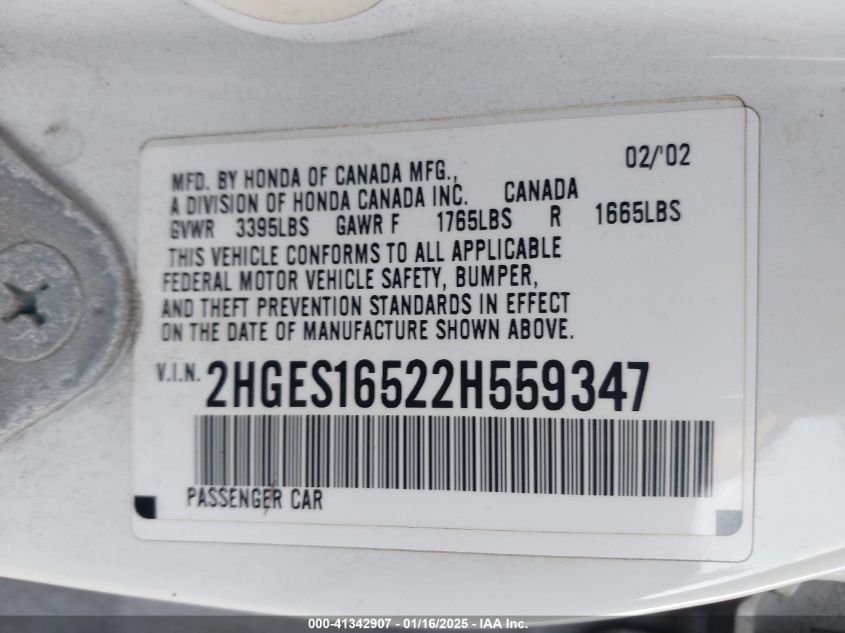 MFD. BY HONDA OF CANADA MFG., 02/'02
A DIVISION OF HONDA CANADA INC. CANADA
GVWR 3395LBS GAWR F 1765LBS R 1665LBS
THIS VEHICLE CONFORMS TO ALL APPLICABLE
FEDERAL MOTOR VEHICLE SAFETY, BUMPER,
AND THEFT PREVENTION STANDARDS IN EFFECT
ON THE DATE OF MANUFACTURE SHOWN ABOVE.
V.I.N. 2HGES16522H559347
PASSENGER CAR
000-41342907 - 01/16/2025 - IAA Inc.